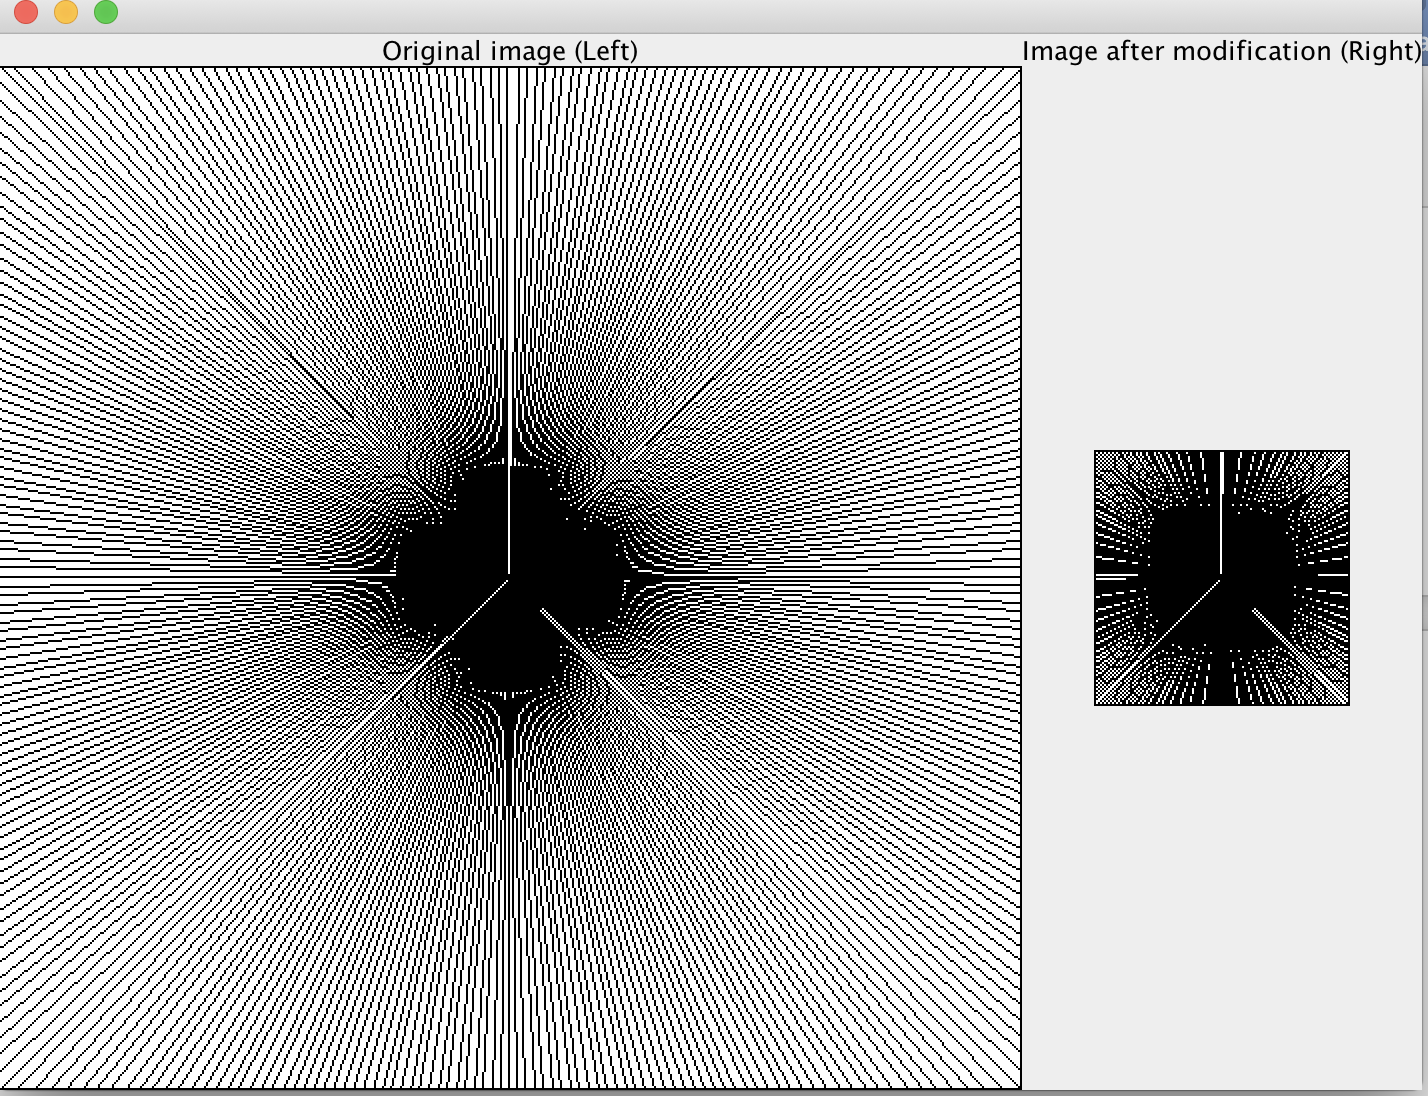 Original image (Left)
Image after modification (Right)